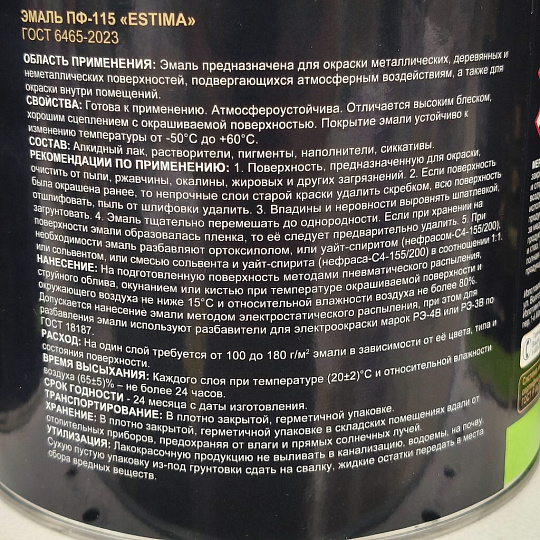 ЭМАЛЬ ПФ-115 «ESTIMA»
ГОСТ 6465-2023
ОБЛАСТЬ ПРИМЕНЕНИЯ: Эмаль предназначена для окраски металлических, деревянных и
неметаллических поверхностей, подвергающихся атмосферным воздействиям, а также для
окраски внутри помещений.
СВОЙСТВА: Готова к применению. Атмосфероустойчива. Отличается высоким блеском,
хорошим сцеплением с окрашиваемой поверхностью. Покрытие эмали устойчиво к
изменению температуры от -50°С до +60°С.
СОСТАВ: Алкидный лак, растворители, пигменты, наполнители, сиккативы.
РЕКОМЕНДАЦИИ ПО ПРИМЕНЕНИЮ: 1. Поверхность, предназначенную для окраски,
очистить от пыли, ржавчины, окалины, жировых и других загрязнений. 2. Если поверхность
была окрашена ранее, то непрочные слои старой краски удалить скребком, всю поверхность
отшлифовать, пыль от шлифовки удалить. 3. Впадины и неровности выровнять шпатлевкой,
загрунтовать. 4. Эмаль тщательно перемешать до однородности. Если при хранении на
поверхности эмали образовалась пленка, то её следует предварительно удалить. 5. При
необходимости эмаль разбавляют ортоксилолом, или уайт-спиритом (нефрасом-С4-155/200),
или сольвентом, или смесью сольвента и уайт-спирита (нефраса-С4-155/200) в соотношении 1:1.
НАНЕСЕНИЕ: На подготовленную поверхность методами пневматического распыления,
струйного облива, окунанием или кистью при температуре окрашиваемой поверхности и
окружающего воздуха не ниже 15°С и относительной влажности воздуха не более 80%.
Допускается нанесение эмали методом электростатического распыления, при этом для
разбавления эмали используют разбавители для электроокраски марок РЭ-4В или РЭ-3В по
ГОСТ 18187.
РАСХОД: На один слой требуется от 100 до 180 г/м² эмали в зависимости от её цвета, типа и
состояния поверхности.
ВРЕМЯ ВЫСЫХАНИЯ: Каждого слоя при температуре (20±2)°С и относительной влажности
воздуха (65±5)% – не более 24 часов.
СРОК ГОДНОСТИ - 24 месяца с даты изготовления.
ТРАНСПОРТИРОВАНИЕ: В плотно закрытой, герметичной упаковке.
ХРАНЕНИЕ: В плотно закрытой, герметичной упаковке в складских помещениях вдали от
отопительных приборов, предохраняя от влаги и прямых солнечных лучей.
УТИЛИЗАЦИЯ: Лакокрасочную продукцию не выливать в канализацию, водоемы, на почву.
Сухую пустую упаковку из-под грунтовки сдать на свалку, жидкие остатки передать в места
сбора вредных веществ.